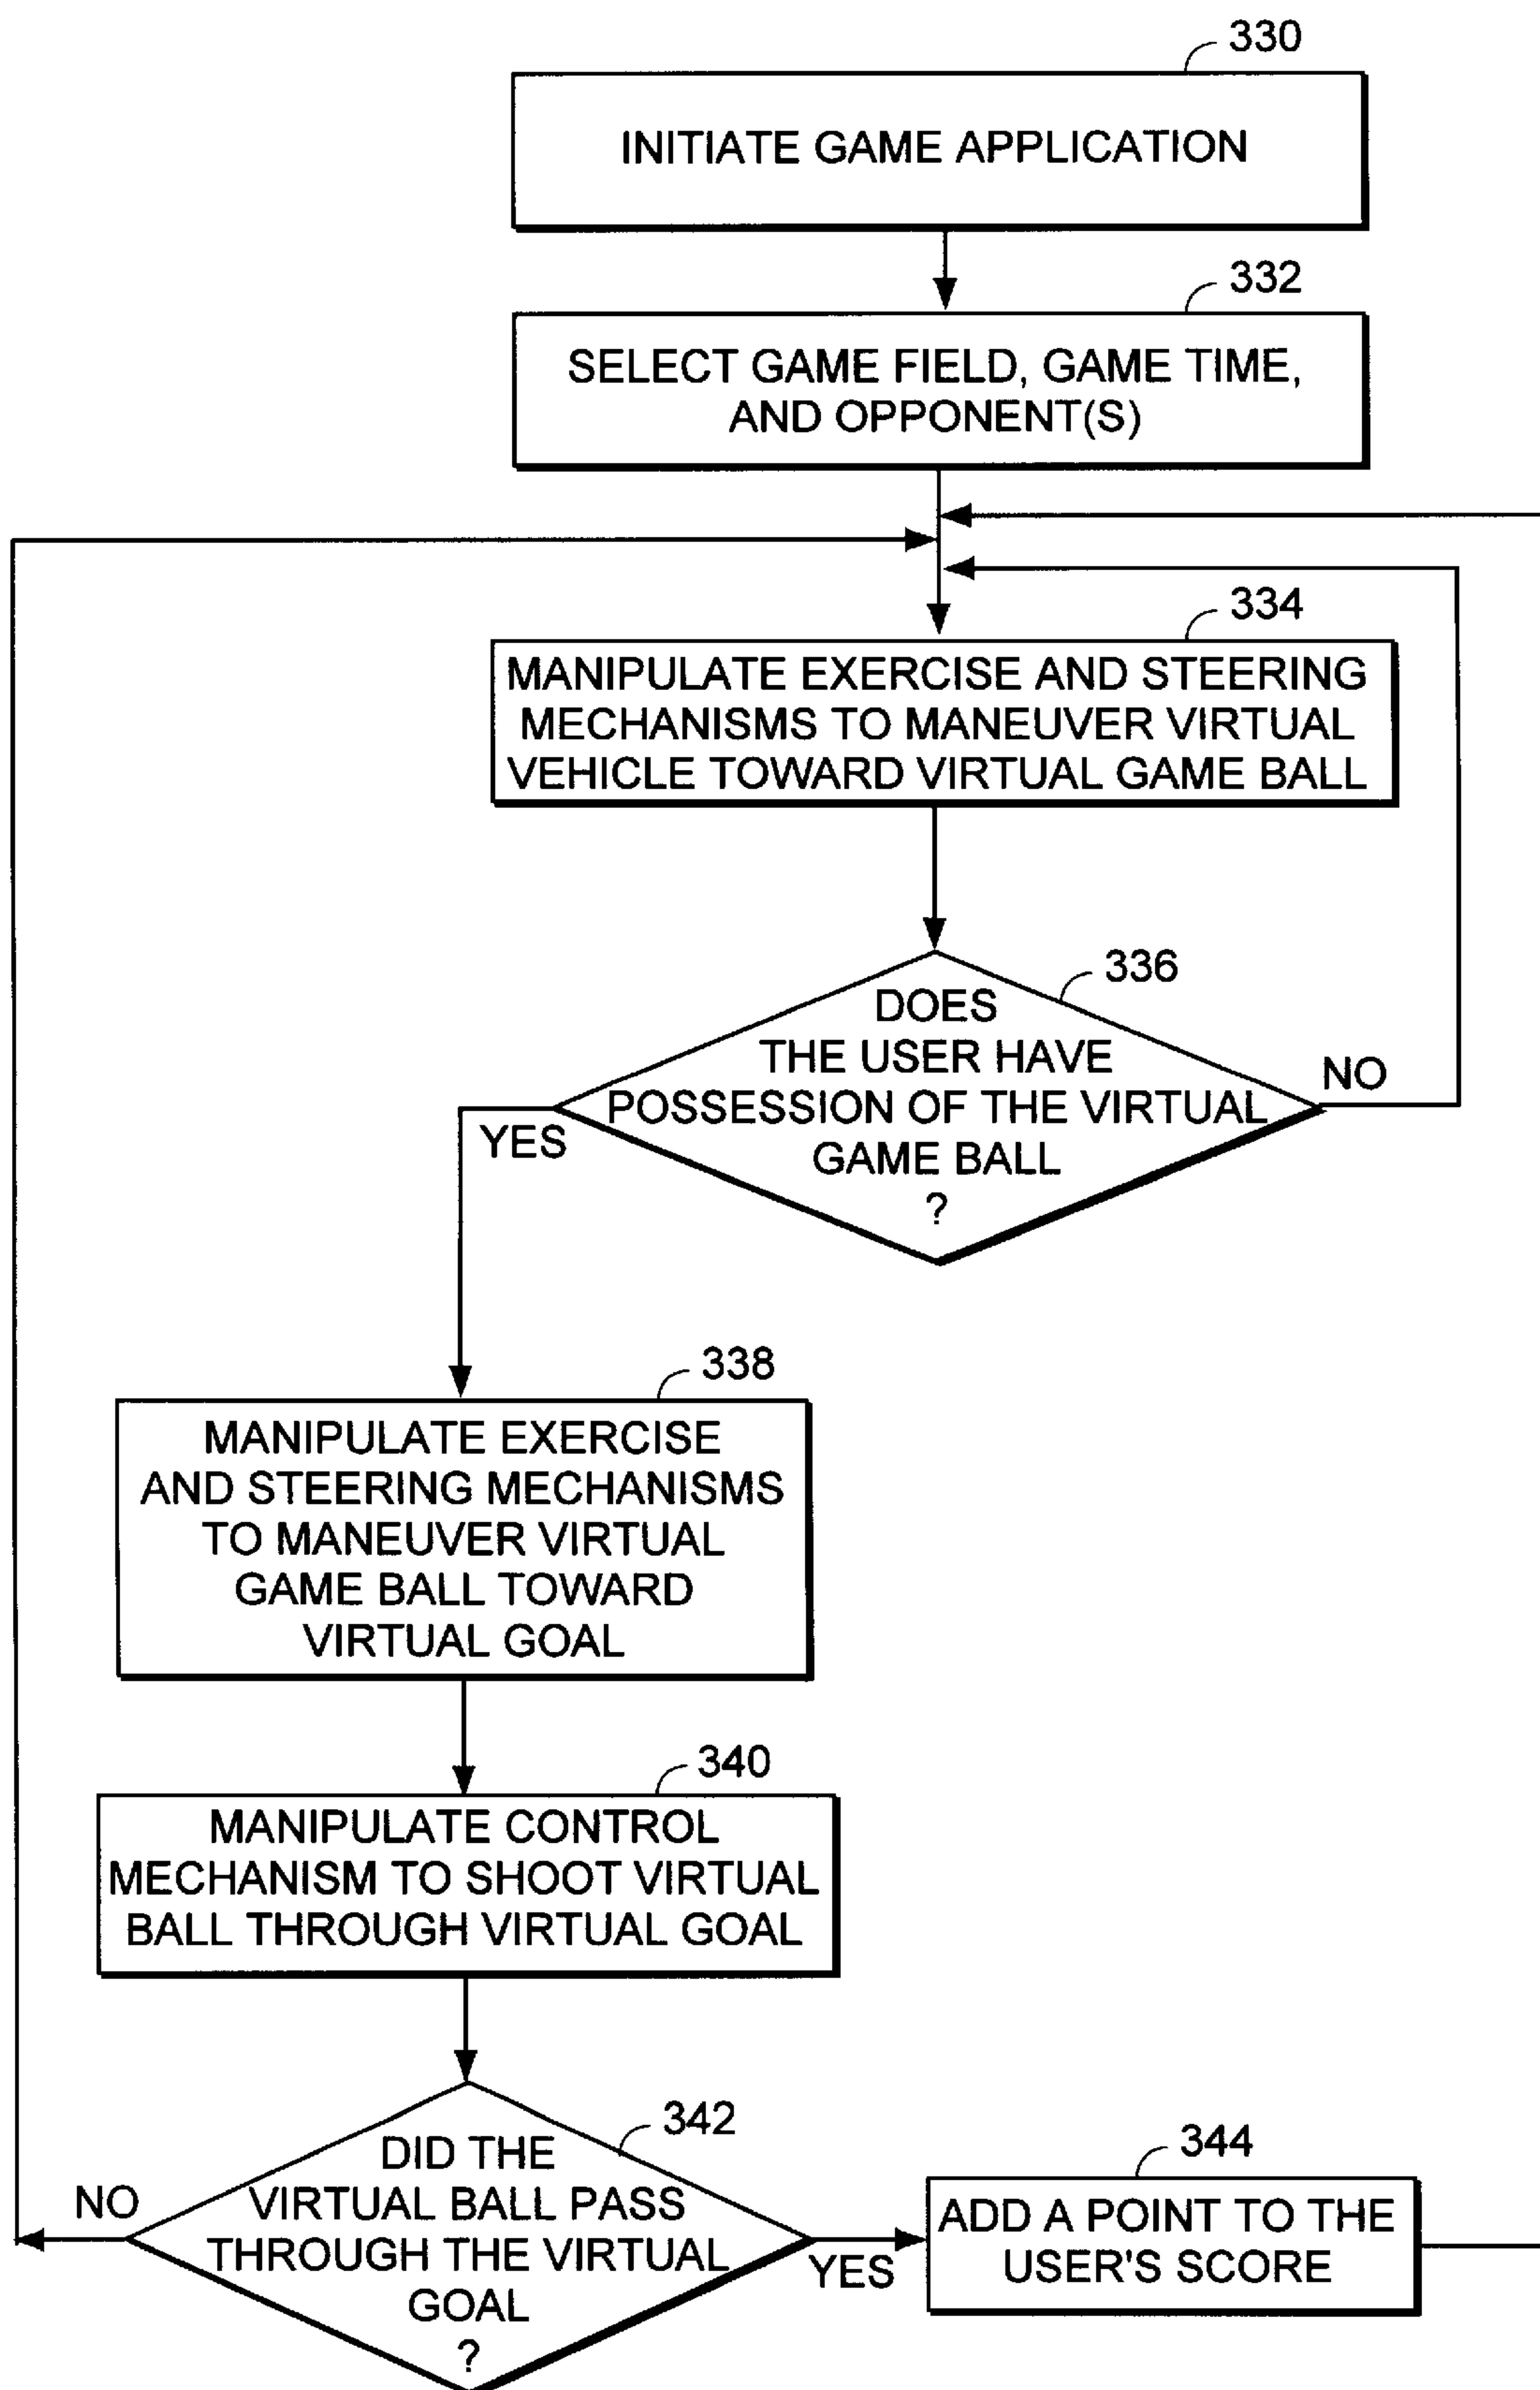 330
INITIATE GAME APPLICATION
332
SELECT GAME FIELD, GAME TIME,
AND OPPONENT(S)
334
MANIPULATE EXERCISE AND STEERING
MECHANISMS TO MANEUVER VIRTUAL
VEHICLE TOWARD VIRTUAL GAME BALL
336
DOES
THE USER HAVE
POSSESSION OF THE VIRTUAL
GAME BALL
?
NO
YES
338
MANIPULATE EXERCISE
AND STEERING MECHANISMS
TO MANEUVER VIRTUAL
GAME BALL TOWARD
VIRTUAL GOAL
340
MANIPULATE CONTROL
MECHANISM TO SHOOT VIRTUAL
BALL THROUGH VIRTUAL GOAL
342
DID THE
VIRTUAL BALL PASS
THROUGH THE VIRTUAL
GOAL
?
NO
YES
344
ADD A POINT TO THE
USER'S SCORE